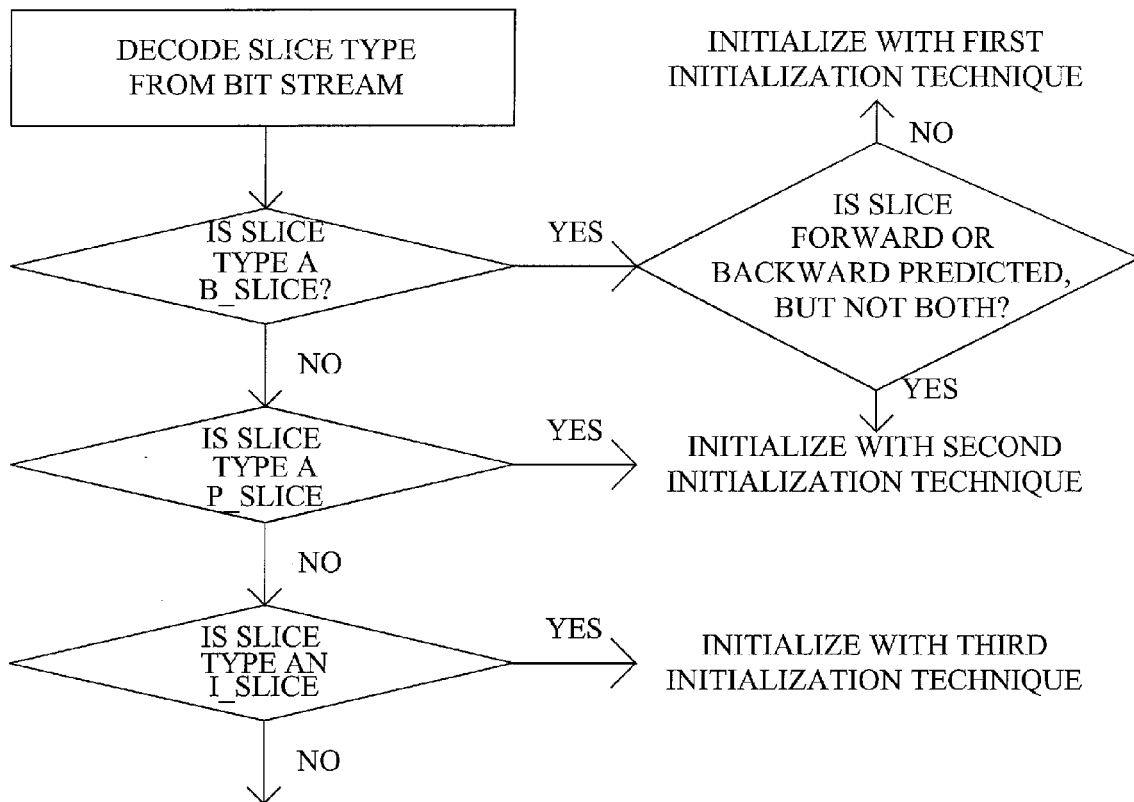 DECODE SLICE TYPE
FROM BIT STREAM
INITIALIZE WITH FIRST
INITIALIZATION TECHNIQUE
NO
IS SLICE
TYPE A
B_SLICE?
YES
IS SLICE
FORWARD OR
BACKWARD PREDICTED,
BUT NOT BOTH?
NO
YES
IS SLICE
TYPE A
P_SLICE
YES
INITIALIZE WITH SECOND
INITIALIZATION TECHNIQUE
NO
IS SLICE
TYPE AN
I_SLICE
YES
INITIALIZE WITH THIRD
INITIALIZATION TECHNIQUE
NO